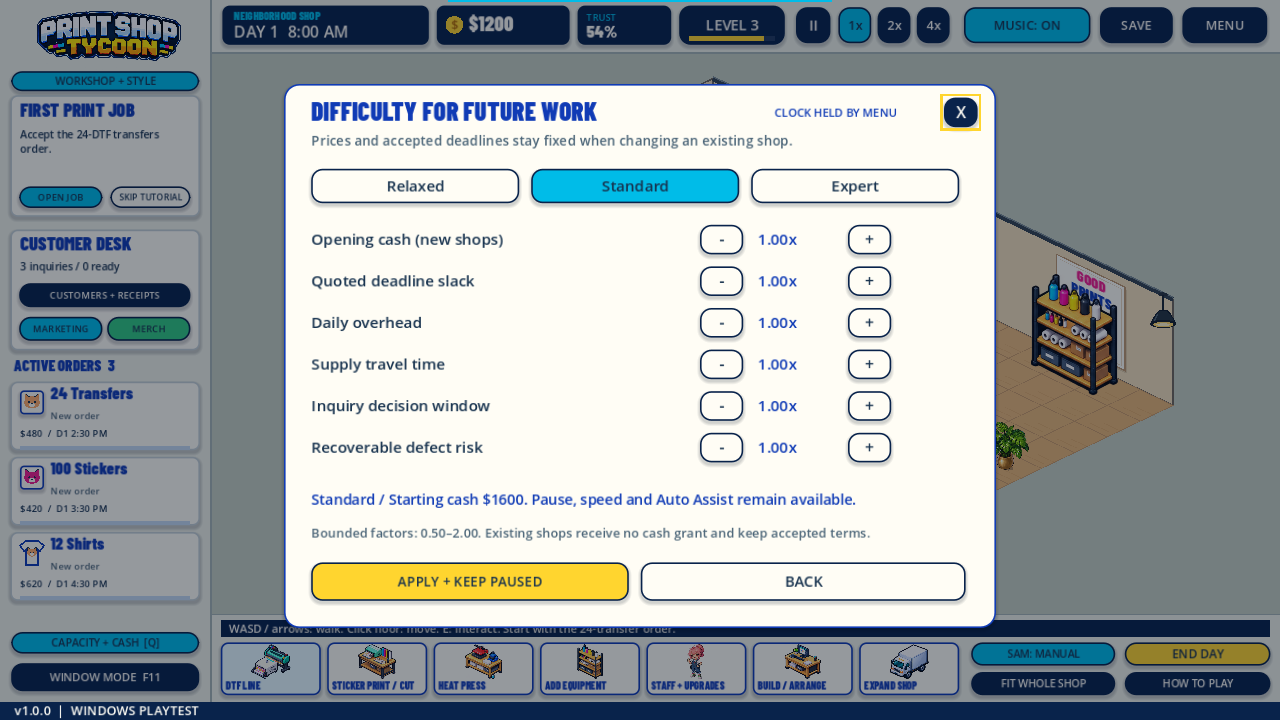 PRINT SHOP
TYCOON
WORKSHOP + STYLE
FIRST PRINT JOB
Accept the 24-DTF transfers
order.
OPEN JOB
SKIP TUTORIAL
CUSTOMER DESK
3 inquiries / 0 ready
CUSTOMERS + RECEIPTS
MARKETING
MERCH
ACTIVE ORDERS 3
24 Transfers
New order
$480 / D1 2:30 PM
100 Stickers
New order
$420 / D1 3:30 PM
12 Shirts
New order
$620 / D1 4:30 PM
CAPACITY + CASH [Q]
WINDOW MODE F11
v1.0.0 | WINDOWS PLAYTEST
NEIGHBORHOOD SHOP
DAY 1 8:00 AM
$ $1200
TRUST
54%
LEVEL 3
II
1x
2x
4x
MUSIC: ON
SAVE
MENU
DIFFICULTY FOR FUTURE WORK
CLOCK HELD BY MENU
X
Prices and accepted deadlines stay fixed when changing an existing shop.
Relaxed
Standard
Expert
Opening cash (new shops) - 1.00x +
Quoted deadline slack - 1.00x +
Daily overhead - 1.00x +
Supply travel time - 1.00x +
Inquiry decision window - 1.00x +
Recoverable defect risk - 1.00x +
Standard / Starting cash $1600. Pause, speed and Auto Assist remain available.
Bounded factors: 0.50–2.00. Existing shops receive no cash grant and keep accepted terms.
APPLY + KEEP PAUSED
BACK
GOOD
PRINTS
WASD / arrows: walk. Click floor: move. E: interact. Start with the 24-transfer order.
DTF LINE
STICKER PRINT / CUT
HEAT PRESS
ADD EQUIPMENT
STAFF + UPGRADES
BUILD / ARRANGE
EXPAND SHOP
SAM: MANUAL
END DAY
FIT WHOLE SHOP
HOW TO PLAY